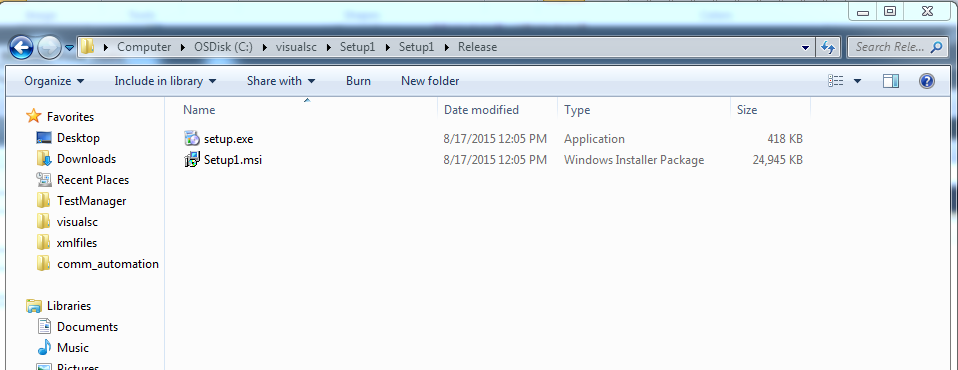 Computer OSDisk (C:) visualsc Setup1 Setup1 Release Search Rele...
Organize Include in library Share with Burn New folder
Name Date modified Type Size
setup.exe 8/17/2015 12:05 PM Application 418 KB
Setup1.msi 8/17/2015 12:05 PM Windows Installer Package 24,945 KB
Favorites
Desktop
Downloads
Recent Places
TestManager
visualsc
xmlfiles
comm_automation
Libraries
Documents
Music
Pictures